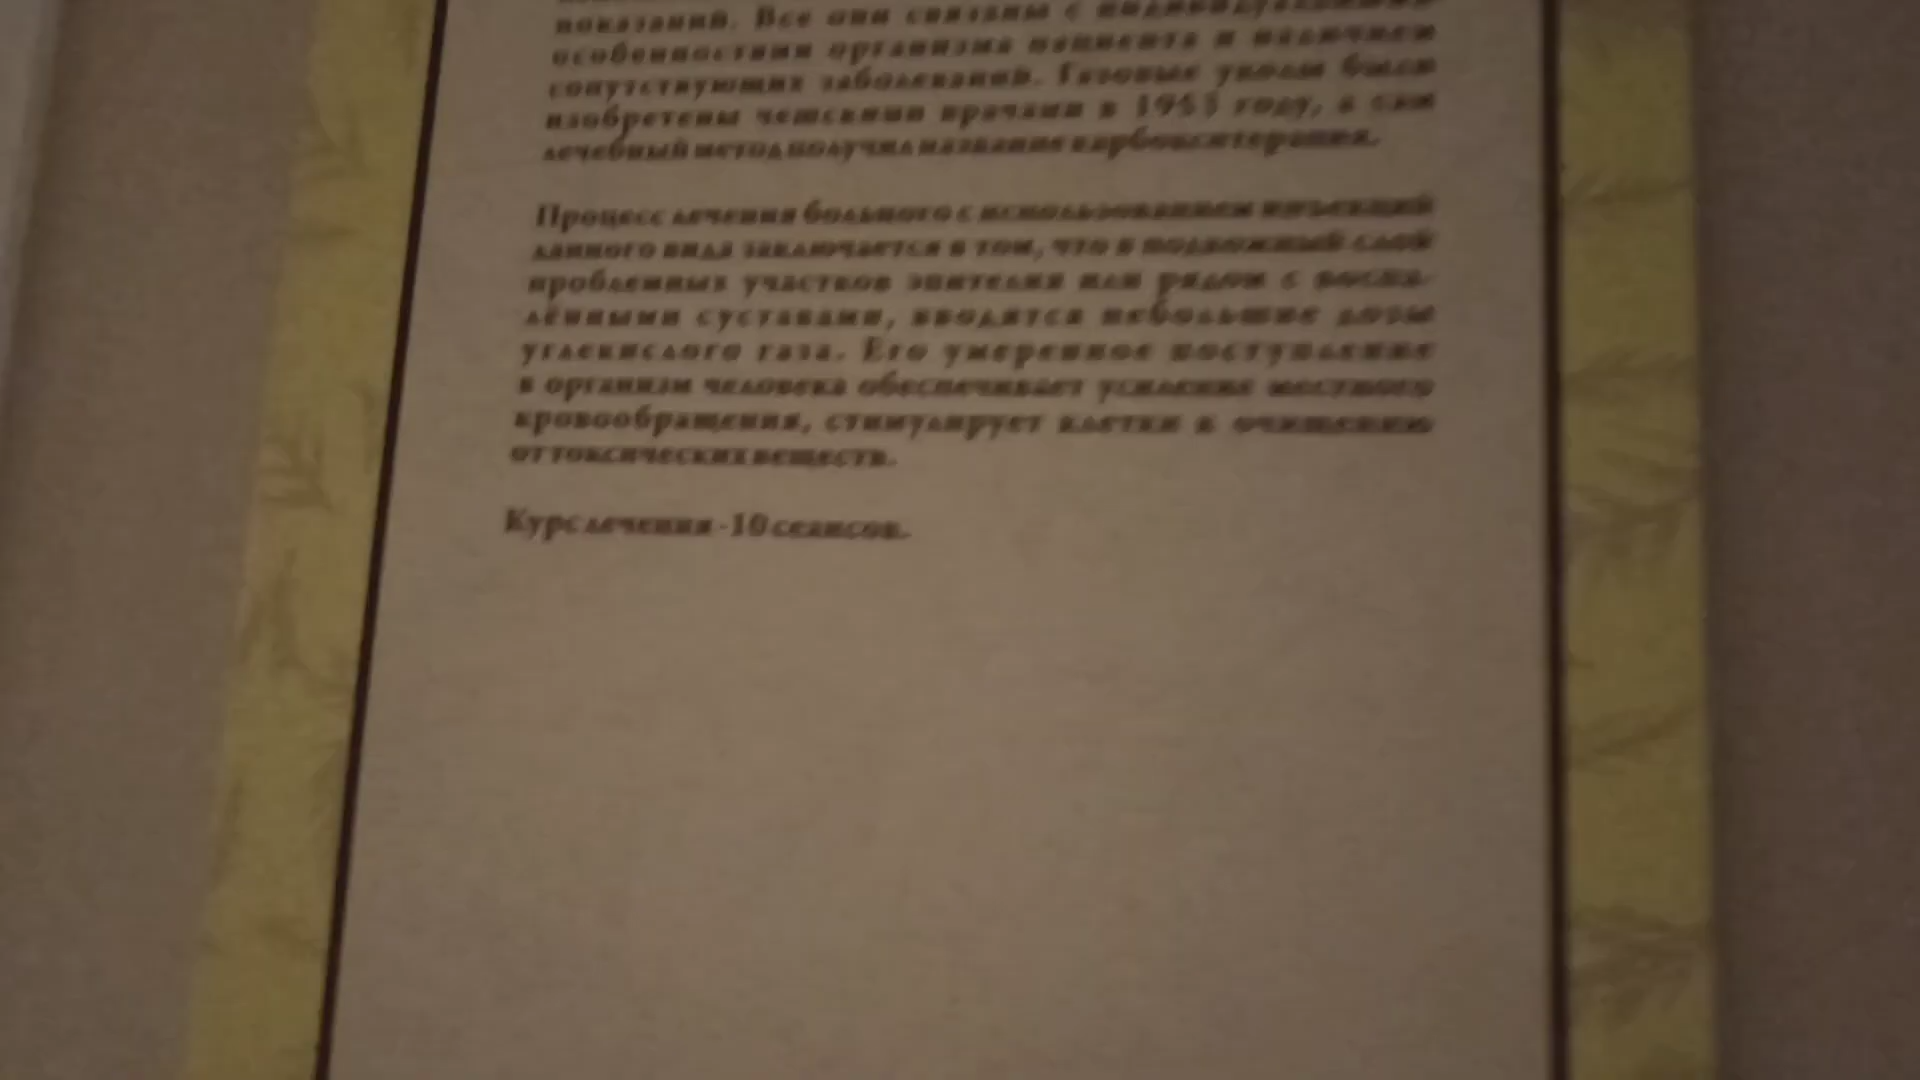 показаний. Все они связаны с индивидуальными
особенностями организма пациента и наличием
сопутствующих заболеваний. Газовые уколы были
изобретены чешскими врачами в году, а сам
лечебный метод получил название карбокситерапия.
Процесс лечения больного с использованием инъекций
данного вида заключается в том, что в подкожный слой
проблемных участков эпителия или рядом с воспа-
лёнными суставами, вводятся небольшие дозы
углекислого газа. Его умеренное поступление
в организм человека обеспечивает усиление местного
кровообращения, стимулирует клетки к очищению
от токсических веществ.
Курс лечения - 10 сеансов.